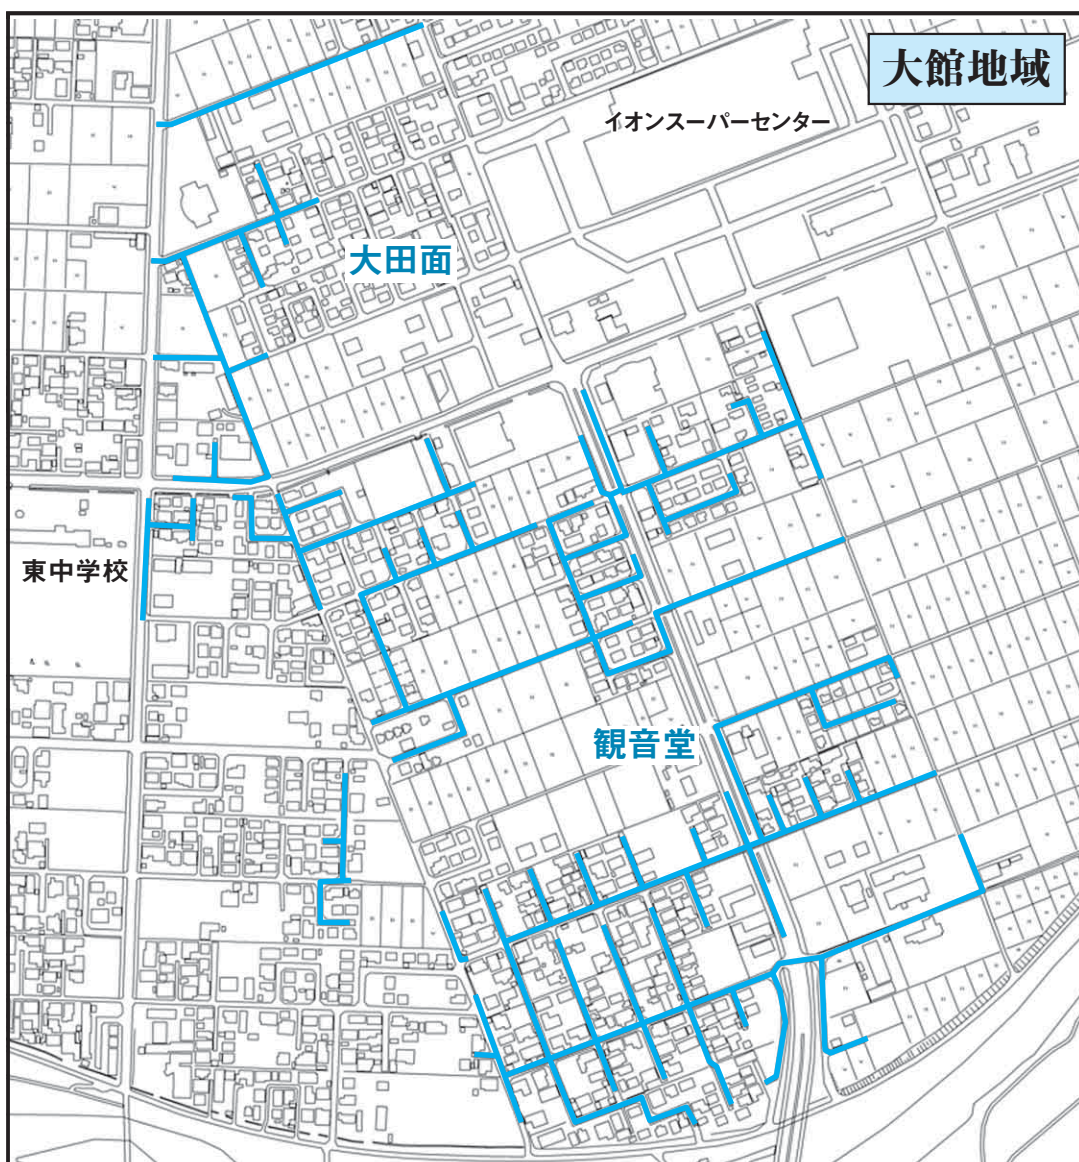 大館地域
イオンスーパーセンター
大田面
東中学校
観音堂